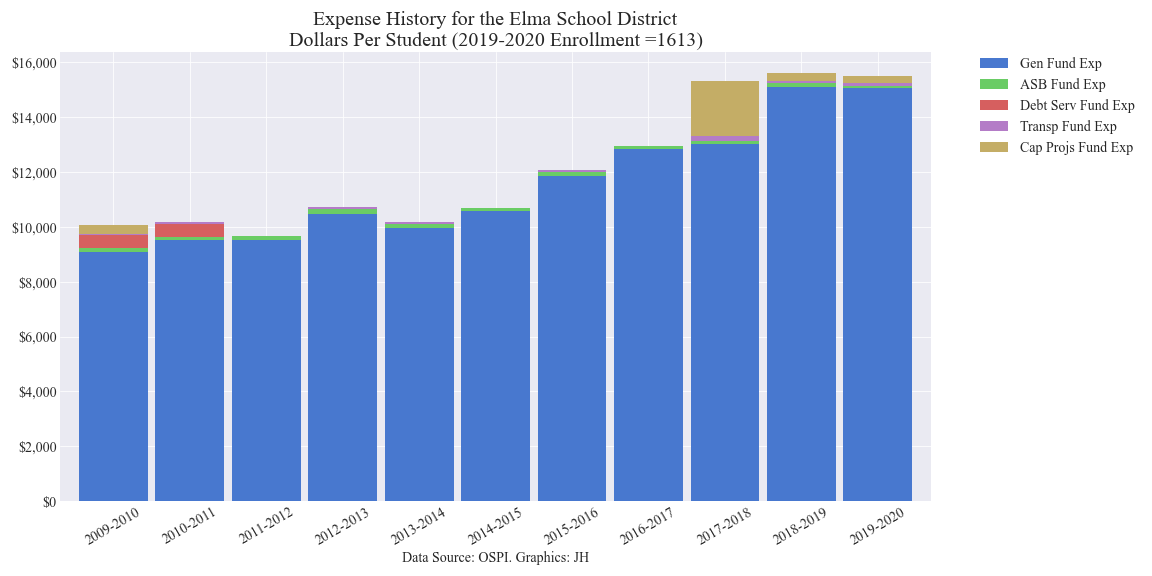 Expense History for the Elma School District
Dollars Per Student (2019-2020 Enrollment =1613)
$16,000
$14,000
$12,000
$10,000
$8,000
$6,000
$4,000
$2,000
$0
2009-2010
2010-2011
2011-2012
2012-2013
2013-2014
2014-2015
2015-2016
2016-2017
2017-2018
2018-2019
2019-2020
Data Source: OSPI. Graphics: JH
Gen Fund Exp
ASB Fund Exp
Debt Serv Fund Exp
Transp Fund Exp
Cap Projs Fund Exp